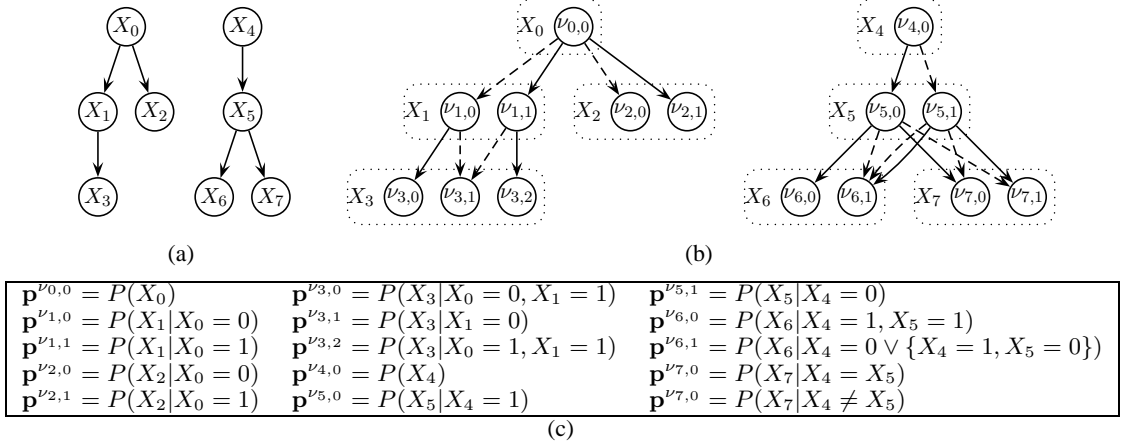 X₀ X₄ X₀ ν₀,₀ X₄ ν₄,₀
X₁ X₂ X₅ X₁ ν₁,₀ ν₁,₁ X₂ ν₂,₀ ν₂,₁ X₅ ν₅,₀ ν₅,₁
X₃ X₆ X₇ X₃ ν₃,₀ ν₃,₁ ν₃,₂ X₆ ν₆,₀ ν₆,₁ X₇ ν₇,₀ ν₇,₁
(a) (b)
𝐩^{ν₀,₀} = P(X₀) 𝐩^{ν₃,₀} = P(X₃|X₀ = 0, X₁ = 1) 𝐩^{ν₅,₁} = P(X₅|X₄ = 0)
𝐩^{ν₁,₀} = P(X₁|X₀ = 0) 𝐩^{ν₃,₁} = P(X₃|X₁ = 0) 𝐩^{ν₆,₀} = P(X₆|X₄ = 1, X₅ = 1)
𝐩^{ν₁,₁} = P(X₁|X₀ = 1) 𝐩^{ν₃,₂} = P(X₃|X₀ = 1, X₁ = 1) 𝐩^{ν₆,₁} = P(X₆|X₄ = 0 ∨ {X₄ = 1, X₅ = 0})
𝐩^{ν₂,₀} = P(X₂|X₀ = 0) 𝐩^{ν₄,₀} = P(X₄) 𝐩^{ν₇,₀} = P(X₇|X₄ = X₅)
𝐩^{ν₂,₁} = P(X₂|X₀ = 1) 𝐩^{ν₅,₀} = P(X₅|X₄ = 1) 𝐩^{ν₇,₀} = P(X₇|X₄ ≠ X₅)
(c)